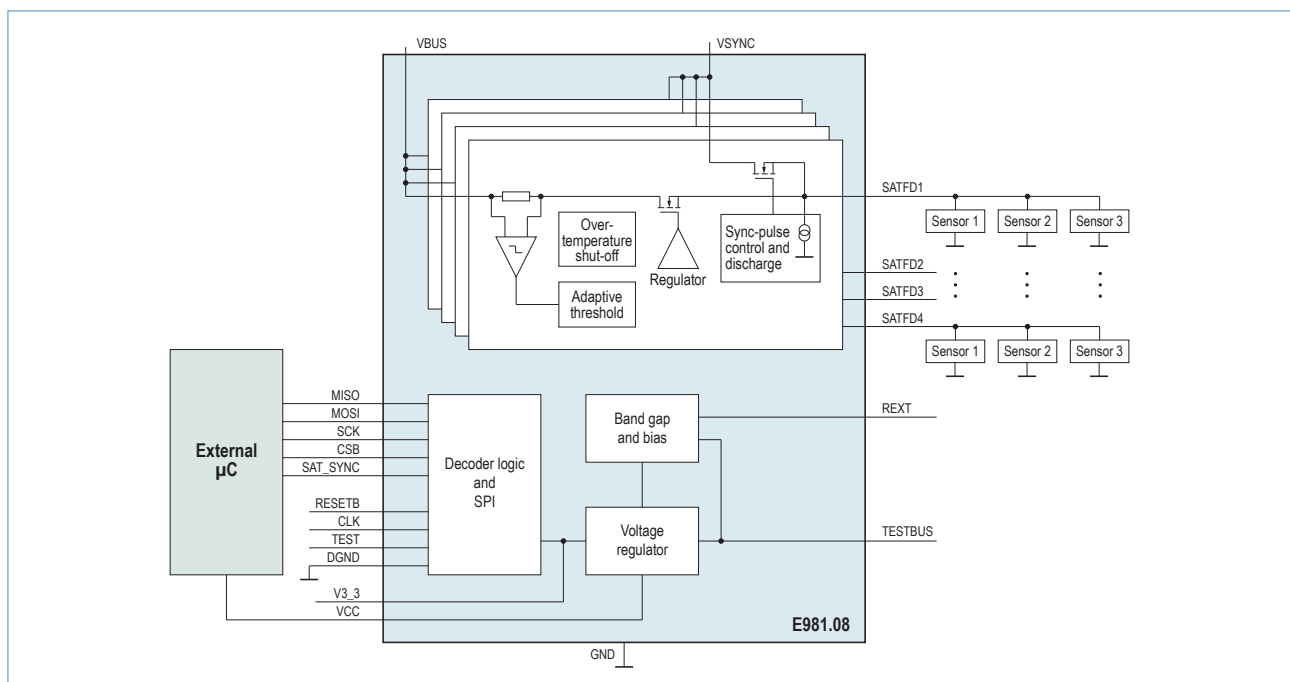 VBUS
VSYNC
Over-
temperature
shut-off
Adaptive
threshold
Regulator
Sync-pulse
control and
discharge
SATFD1
Sensor 1
Sensor 2
Sensor 3
SATFD2
SATFD3
SATFD4
Sensor 1
Sensor 2
Sensor 3
External
µC
MISO
MOSI
SCK
CSB
SAT_SYNC
RESETB
CLK
TEST
DGND
V3_3
VCC
Decoder logic
and
SPI
Band gap
and bias
Voltage
regulator
REXT
TESTBUS
E981.08
GND